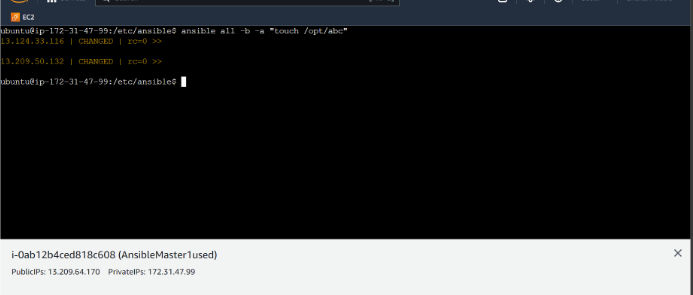 EC2
ubuntu@ip-172-31-47-99:/etc/ansible$ ansible all -b -a "touch /opt/abc"
13.124.33.116 | CHANGED | rc=0 >>
13.209.50.132 | CHANGED | rc=0 >>
ubuntu@ip-172-31-47-99:/etc/ansible$
i-0ab12b4ced818c608 (AnsibleMaster1used)
PublicIPs: 13.209.64.170 PrivateIPs: 172.31.47.99